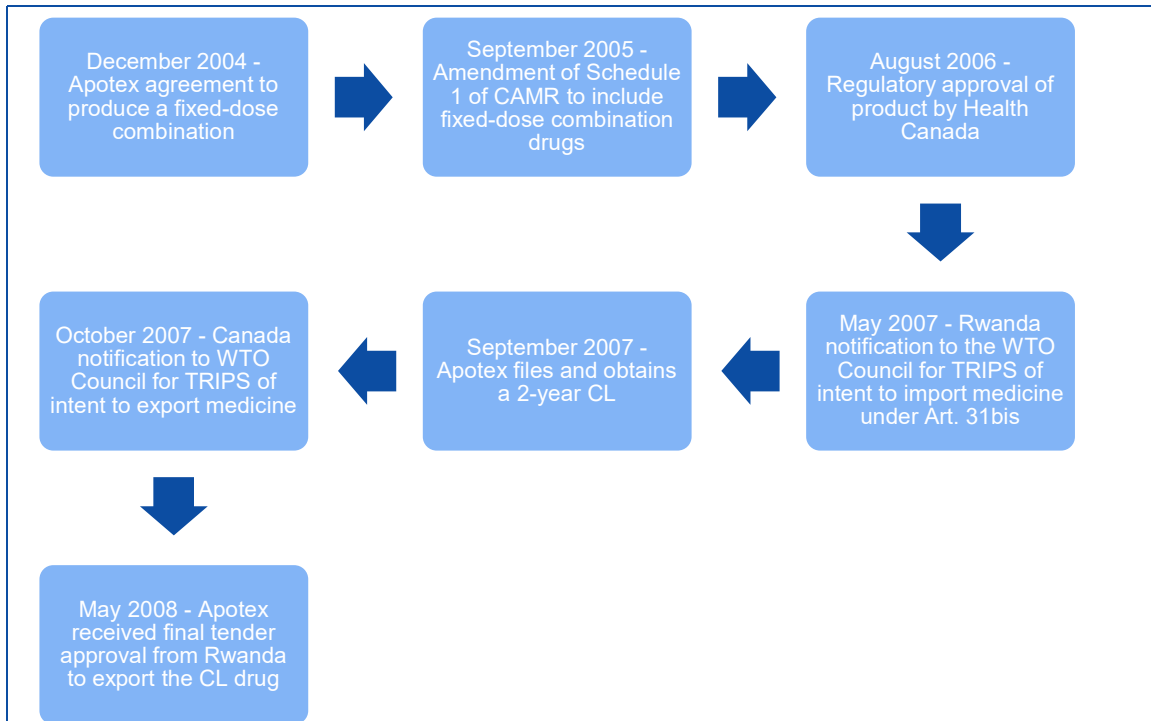 December 2004 -
Apotex agreement to
produce a fixed-dose
combination
September 2005 -
Amendment of Schedule
1 of CAMR to include
fixed-dose combination
drugs
August 2006 -
Regulatory approval of
product by Health
Canada
May 2007 - Rwanda
notification to the WTO
Council for TRIPS of
intent to import medicine
under Art. 31bis
September 2007 -
Apotex files and obtains
a 2-year CL
October 2007 - Canada
notification to WTO
Council for TRIPS of
intent to export medicine
May 2008 - Apotex
received final tender
approval from Rwanda
to export the CL drug